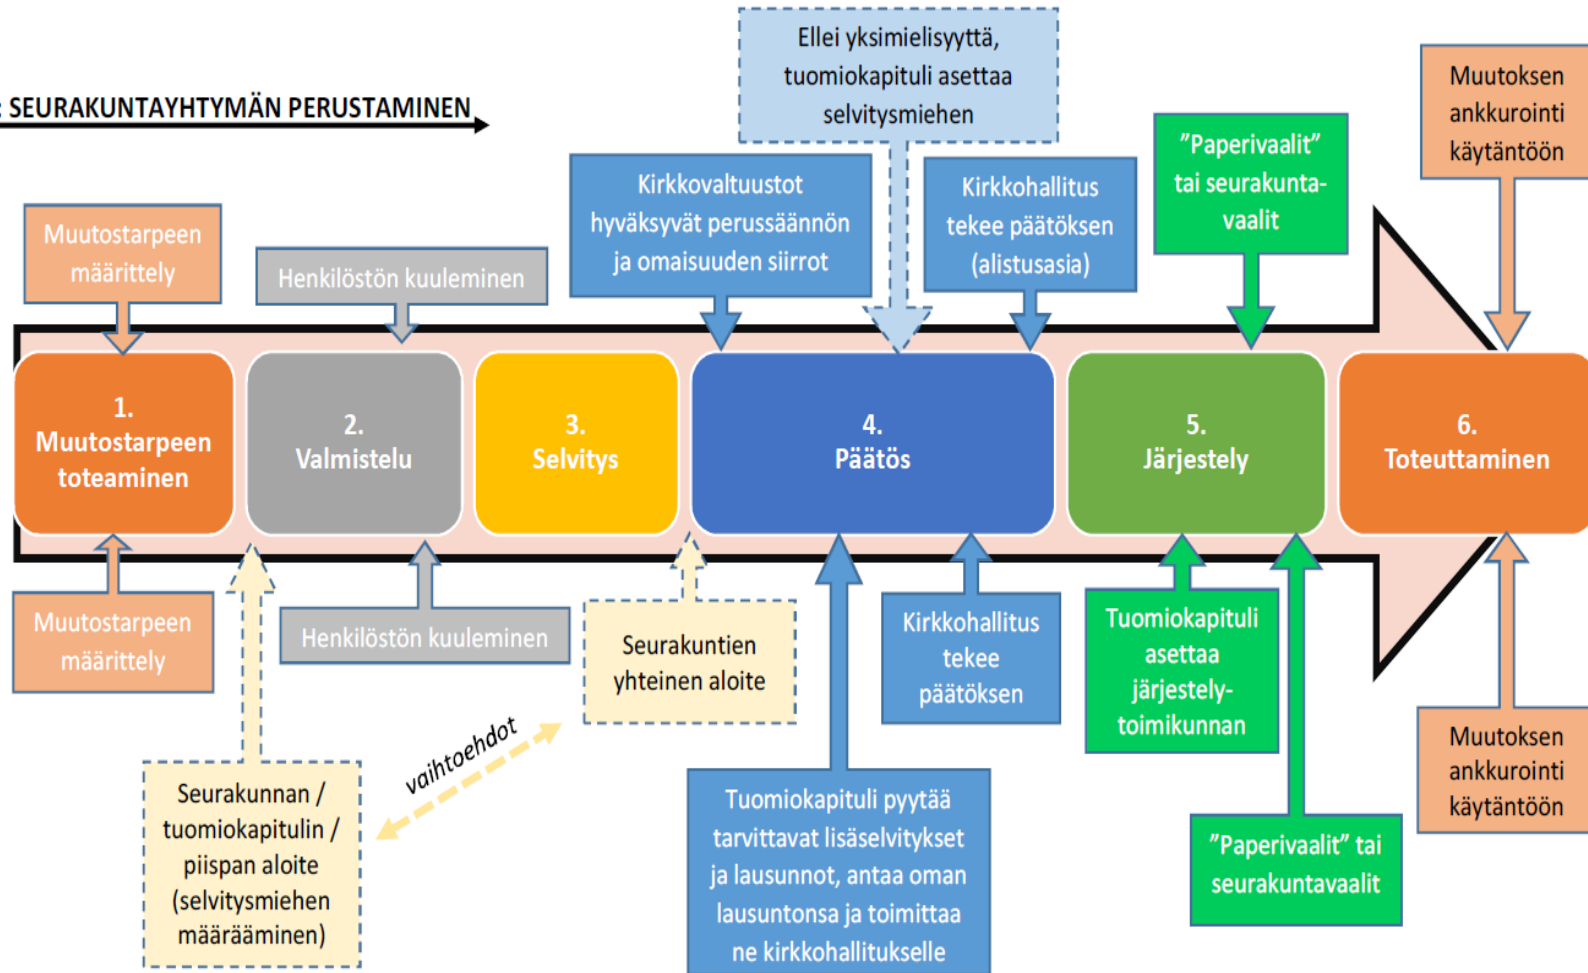 : SEURAKUNTAYHTYMÄN PERUSTAMINEN
Muutostarpeen
määrittely
Henkilöstön kuuleminen
Kirkkovaltuustot
hyväksyvät perussäännön
ja omaisuuden siirrot
Ellei yksimielisyyttä,
tuomiokapituli asettaa
selvitysmiehen
Kirkkohallitus
tekee päätöksen
(alistusasia)
”Paperivaalit”
tai seurakunta-
vaalit
Muutoksen
ankkurointi
käytäntöön
1.
Muutostarpeen
toteaminen
2.
Valmistelu
3.
Selvitys
4.
Päätös
5.
Järjestely
6.
Toteuttaminen
Muutostarpeen
määrittely
Seurakunnan /
tuomiokapitulin /
piispan aloite
(selvitysmiehen
määrääminen)
Henkilöstön kuuleminen
vaihtoehdot
Seurakuntien
yhteinen aloite
Tuomiokapituli pyytää
tarvittavat lisäselvitykset
ja lausunnot, antaa oman
lausuntonsa ja toimittaa
ne kirkkohallitukselle
Kirkkohallitus
tekee
päätöksen
Tuomiokapituli
asettaa
järjestely-
toimikunnan
”Paperivaalit” tai
seurakuntavaalit
Muutoksen
ankkurointi
käytäntöön